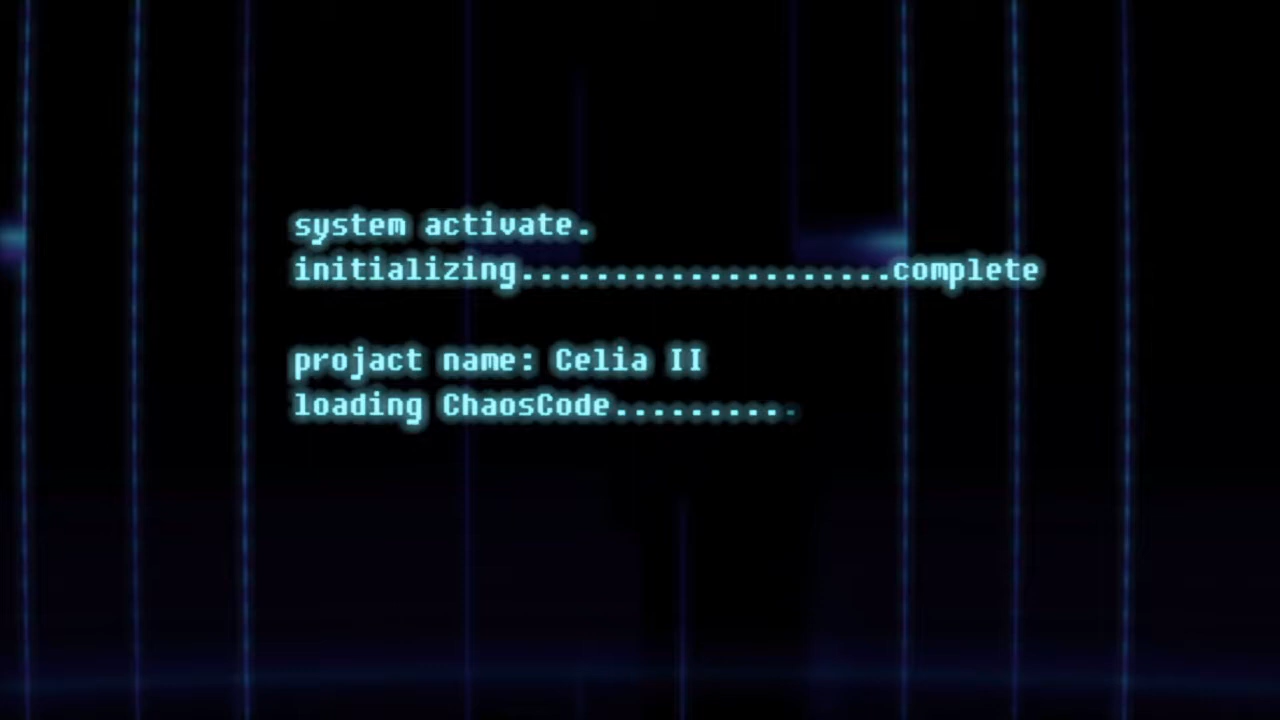 system activate.
initializing....................complete
projact name: Celia II
loading ChaosCode..........